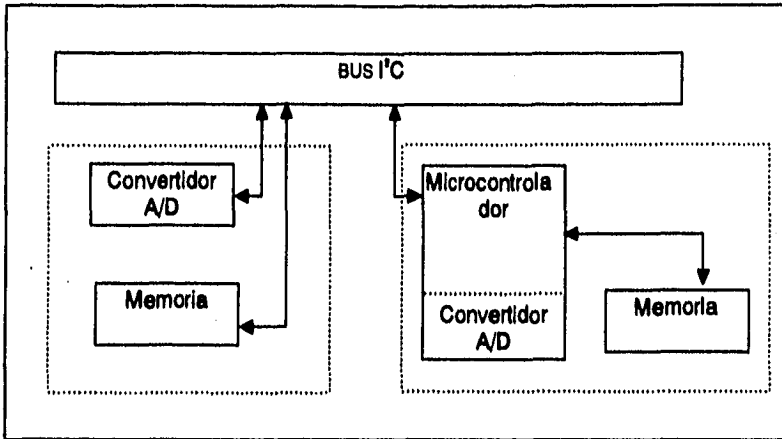 BUS I²C
Convertidor
A/D
Memoria
Microcontrola
dor
Convertidor
A/D
Memoria